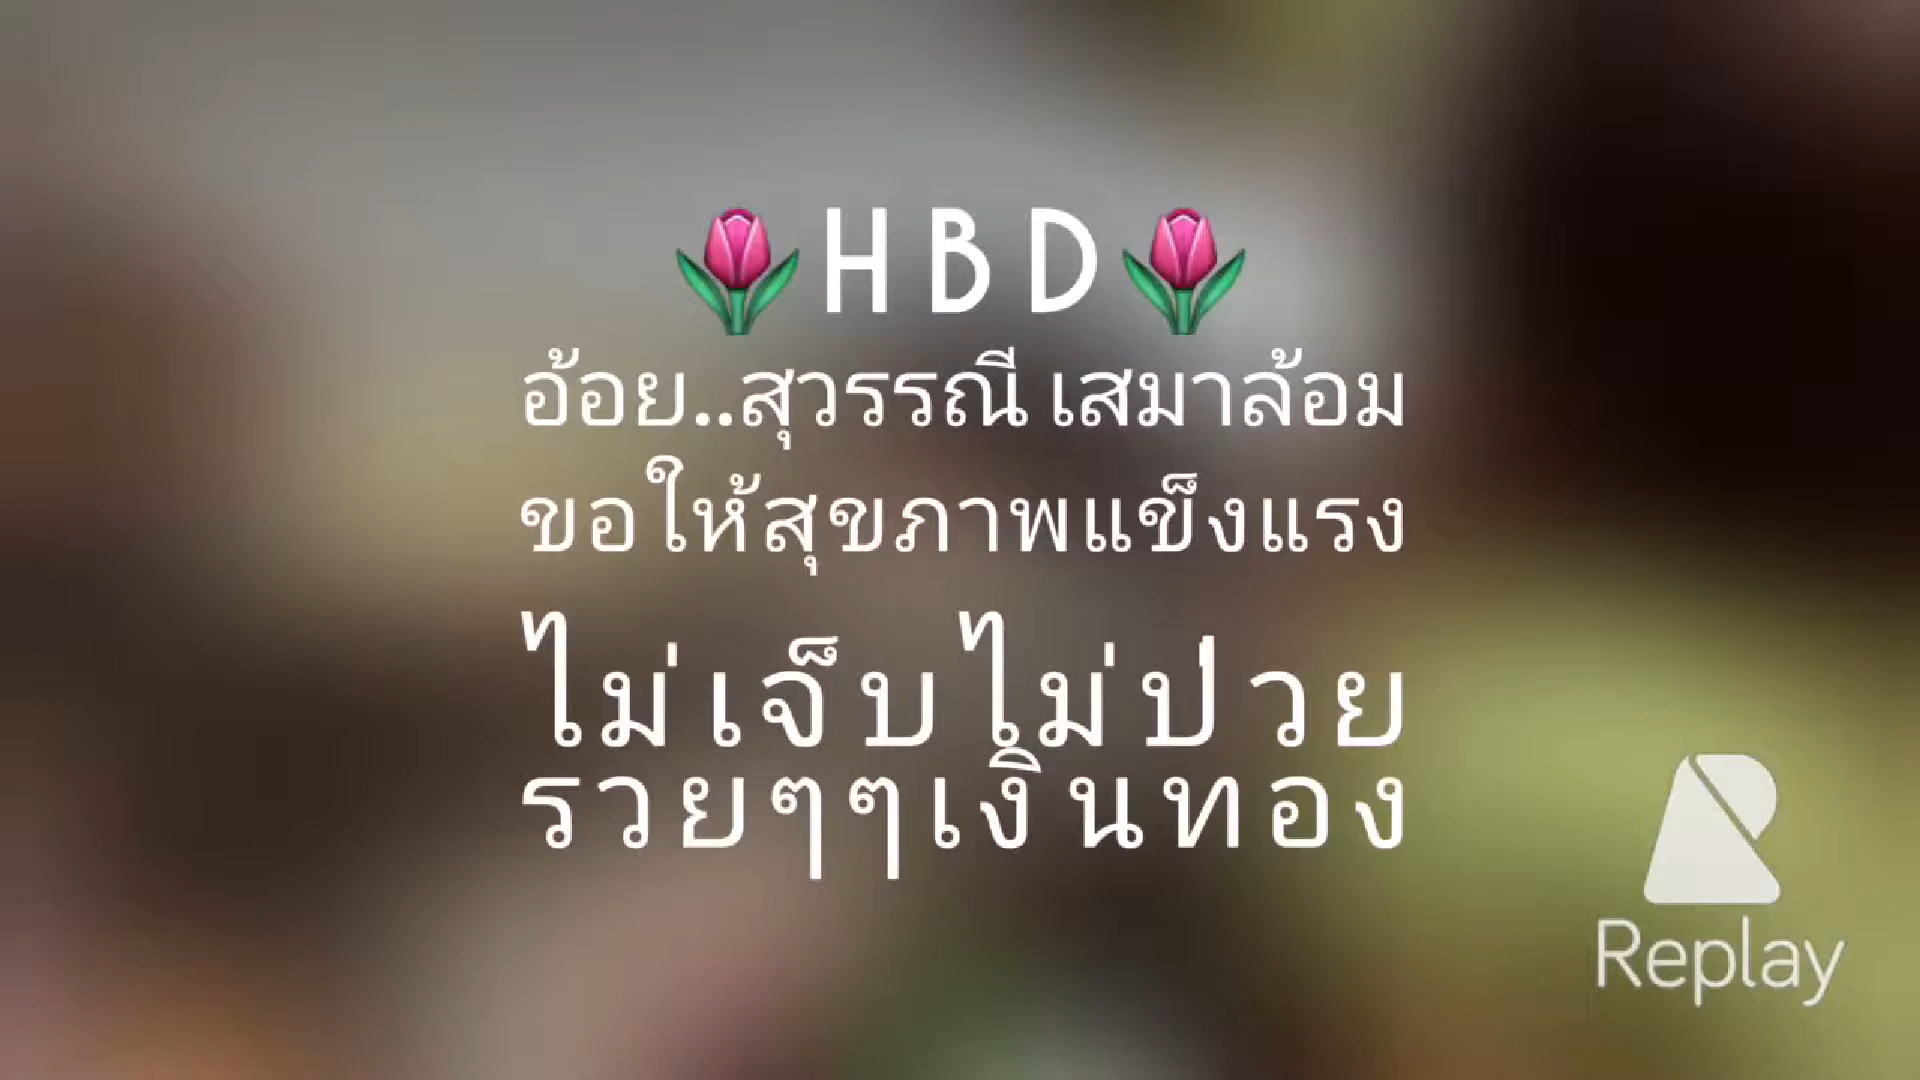 🌷H B D🌷
อ้อย..สุวรรณี เสมาล้อม
ขอให้สุขภาพแข็งแรง
ไม่เจ็บไม่ป่วย
รวยๆๆเงินทอง
Replay